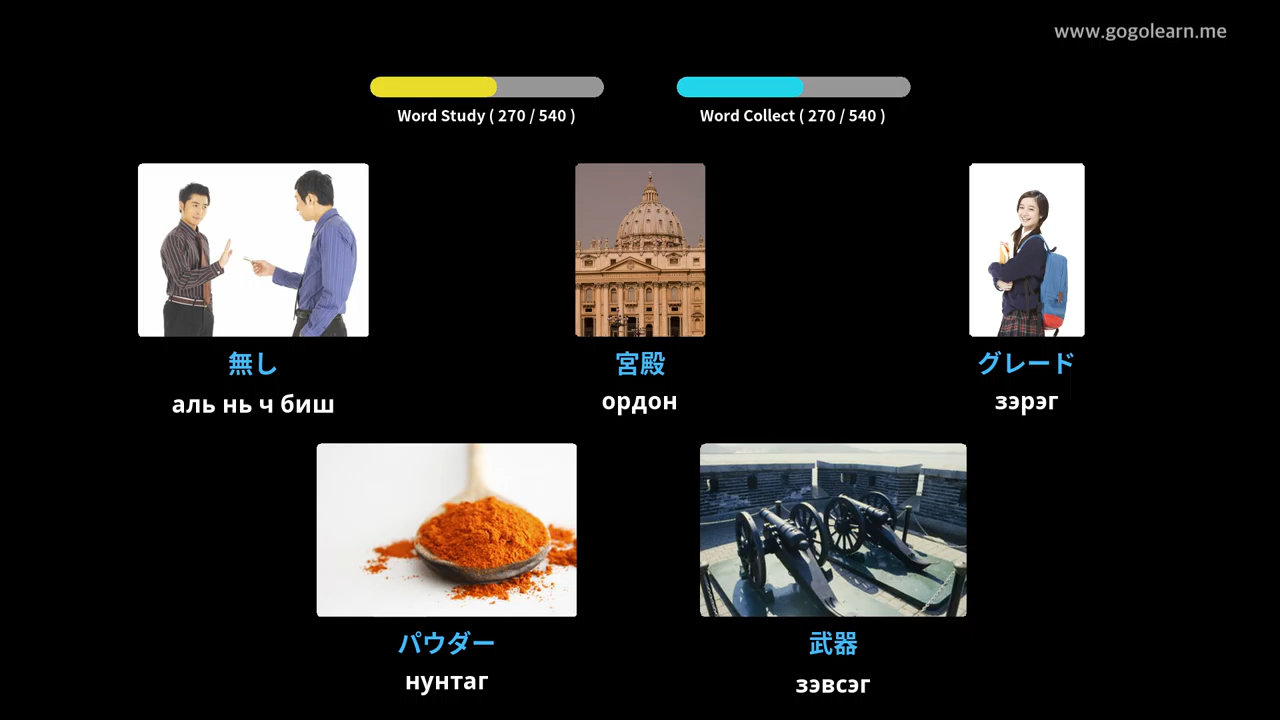 www.gogolearn.me
Word Study ( 270 / 540 )
Word Collect ( 270 / 540 )
無し
аль нь ч биш
宮殿
ордон
グレード
зэрэг
パウダー
нунтаг
武器
зэвсэг